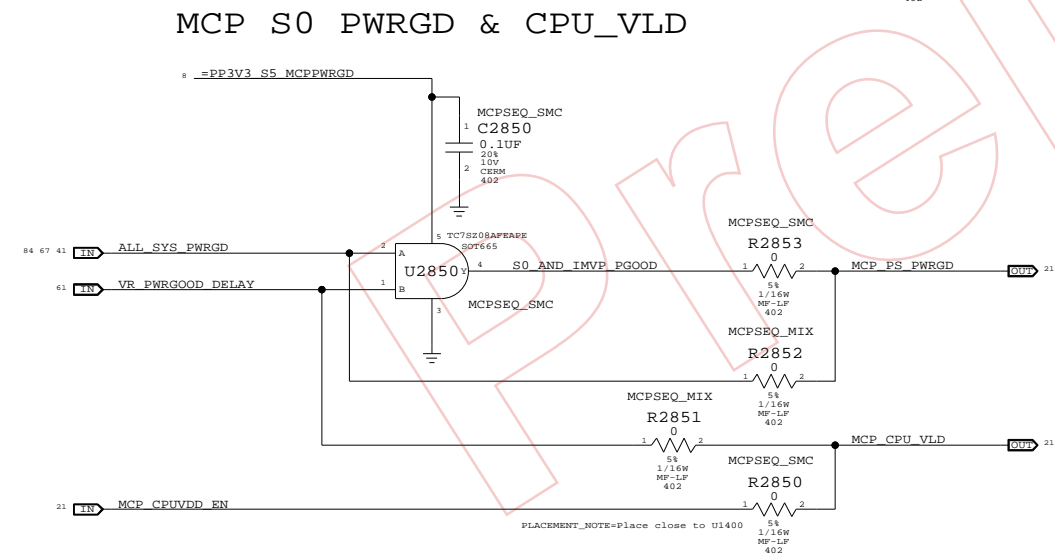 402
MCP S0 PWRGD & CPU_VLD
8 =PP3V3_S5_MCPPWRGD
MCPSEQ_SMC
1 C2850
0.1UF
20%
10V
2 CERM
402
5 TC7SZ08AFEAPE
SOT665
84 67 41 IN ALL_SYS_PWRGD 2 A
U2850 Y 4 S0_AND_IMVP_PGOOD
61 IN VR_PWRGOOD_DELAY 1 B
3 MCPSEQ_SMC
MCPSEQ_SMC
R2853
0
1 2 MCP_PS_PWRGD OUT 21
5%
1/16W
MF-LF
402
MCPSEQ_MIX
R2852
0
1 2
5%
1/16W
MF-LF
402
MCPSEQ_MIX
R2851
0
1 2 MCP_CPU_VLD OUT 21
5%
1/16W
MF-LF
402
MCPSEQ_SMC
R2850
0
21 IN MCP_CPUVDD_EN 1 2
PLACEMENT_NOTE=Place close to U1400
5%
1/16W
MF-LF
402
Prel